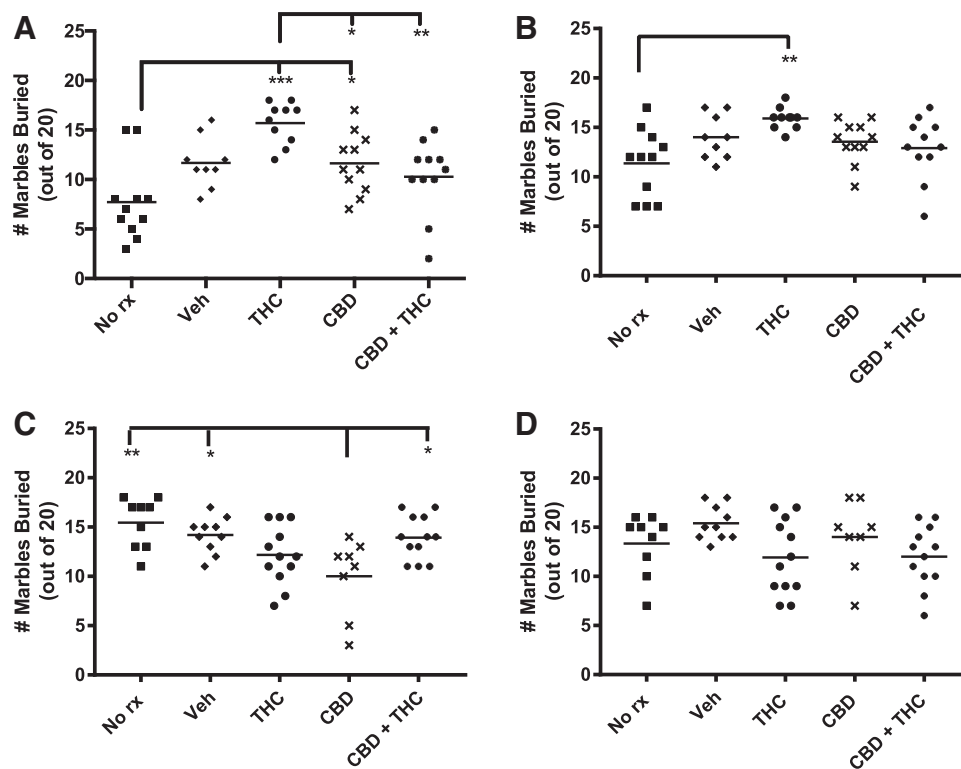 A
# Marbles Buried
(out of 20)
25
20
15
10
5
0
* **
*** *
No rx Veh THC CBD CBD + THC
B
# Marbles Buried
(out of 20)
25
20
15
10
5
0
**
No rx Veh THC CBD CBD + THC
C
# Marbles Buried
(out of 20)
25
20
15
10
5
0
** * *
No rx Veh THC CBD CBD + THC
D
# Marbles Buried
(out of 20)
25
20
15
10
5
0
No rx Veh THC CBD CBD + THC